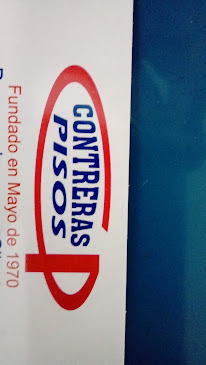 CONTRERAS
PISOS
Fundado en Mayo de 1970